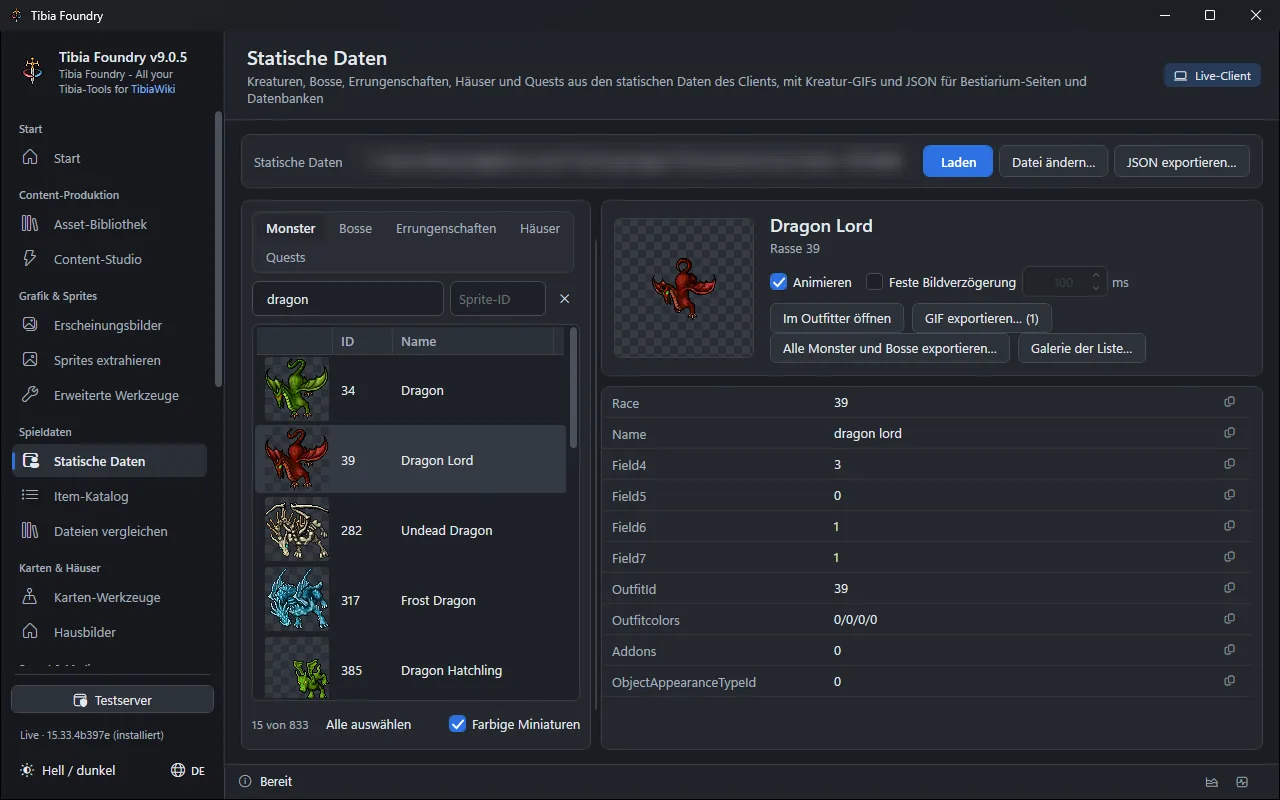 Tibia Foundry
Tibia Foundry v9.0.5
Tibia Foundry - All your
Tibia-Tools for TibiaWiki
Start
Start
Content-Produktion
Asset-Bibliothek
Content-Studio
Grafik & Sprites
Erscheinungsbilder
Sprites extrahieren
Erweiterte Werkzeuge
Spieldaten
Statische Daten
Item-Katalog
Dateien vergleichen
Karten & Häuser
Karten-Werkzeuge
Hausbilder
Testserver
Live · 15.33.4b397e (installiert)
Hell / dunkel
DE
Statische Daten
Kreaturen, Bosse, Errungenschaften, Häuser und Quests aus den statischen Daten des Clients, mit Kreatur-GIFs und JSON für Bestiarium-Seiten und
Datenbanken
Live-Client
Statische Daten
Laden
Datei ändern...
JSON exportieren...
Monster
Bosse
Errungenschaften
Häuser
Quests
dragon
Sprite-ID
ID
Name
34
Dragon
39
Dragon Lord
282
Undead Dragon
317
Frost Dragon
385
Dragon Hatchling
15 von 833
Alle auswählen
Farbige Miniaturen
Dragon Lord
Rasse 39
Animieren
Feste Bildverzögerung
100
ms
Im Outfitter öffnen
GIF exportieren... (1)
Alle Monster und Bosse exportieren...
Galerie der Liste...
Race
39
Name
dragon lord
Field4
3
Field5
0
Field6
1
Field7
1
OutfitId
39
Outfitcolors
0/0/0/0
Addons
0
ObjectAppearanceTypeId
0
Bereit